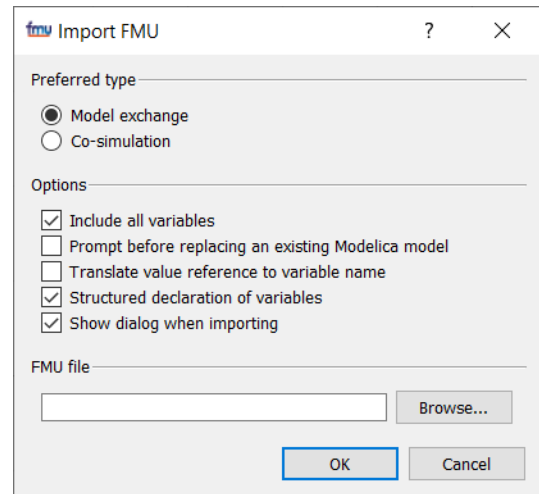 fmu Import FMU ?
Preferred type
Model exchange
Co-simulation
Options
Include all variables
Prompt before replacing an existing Modelica model
Translate value reference to variable name
Structured declaration of variables
Show dialog when importing
FMU file
Browse...
OK Cancel